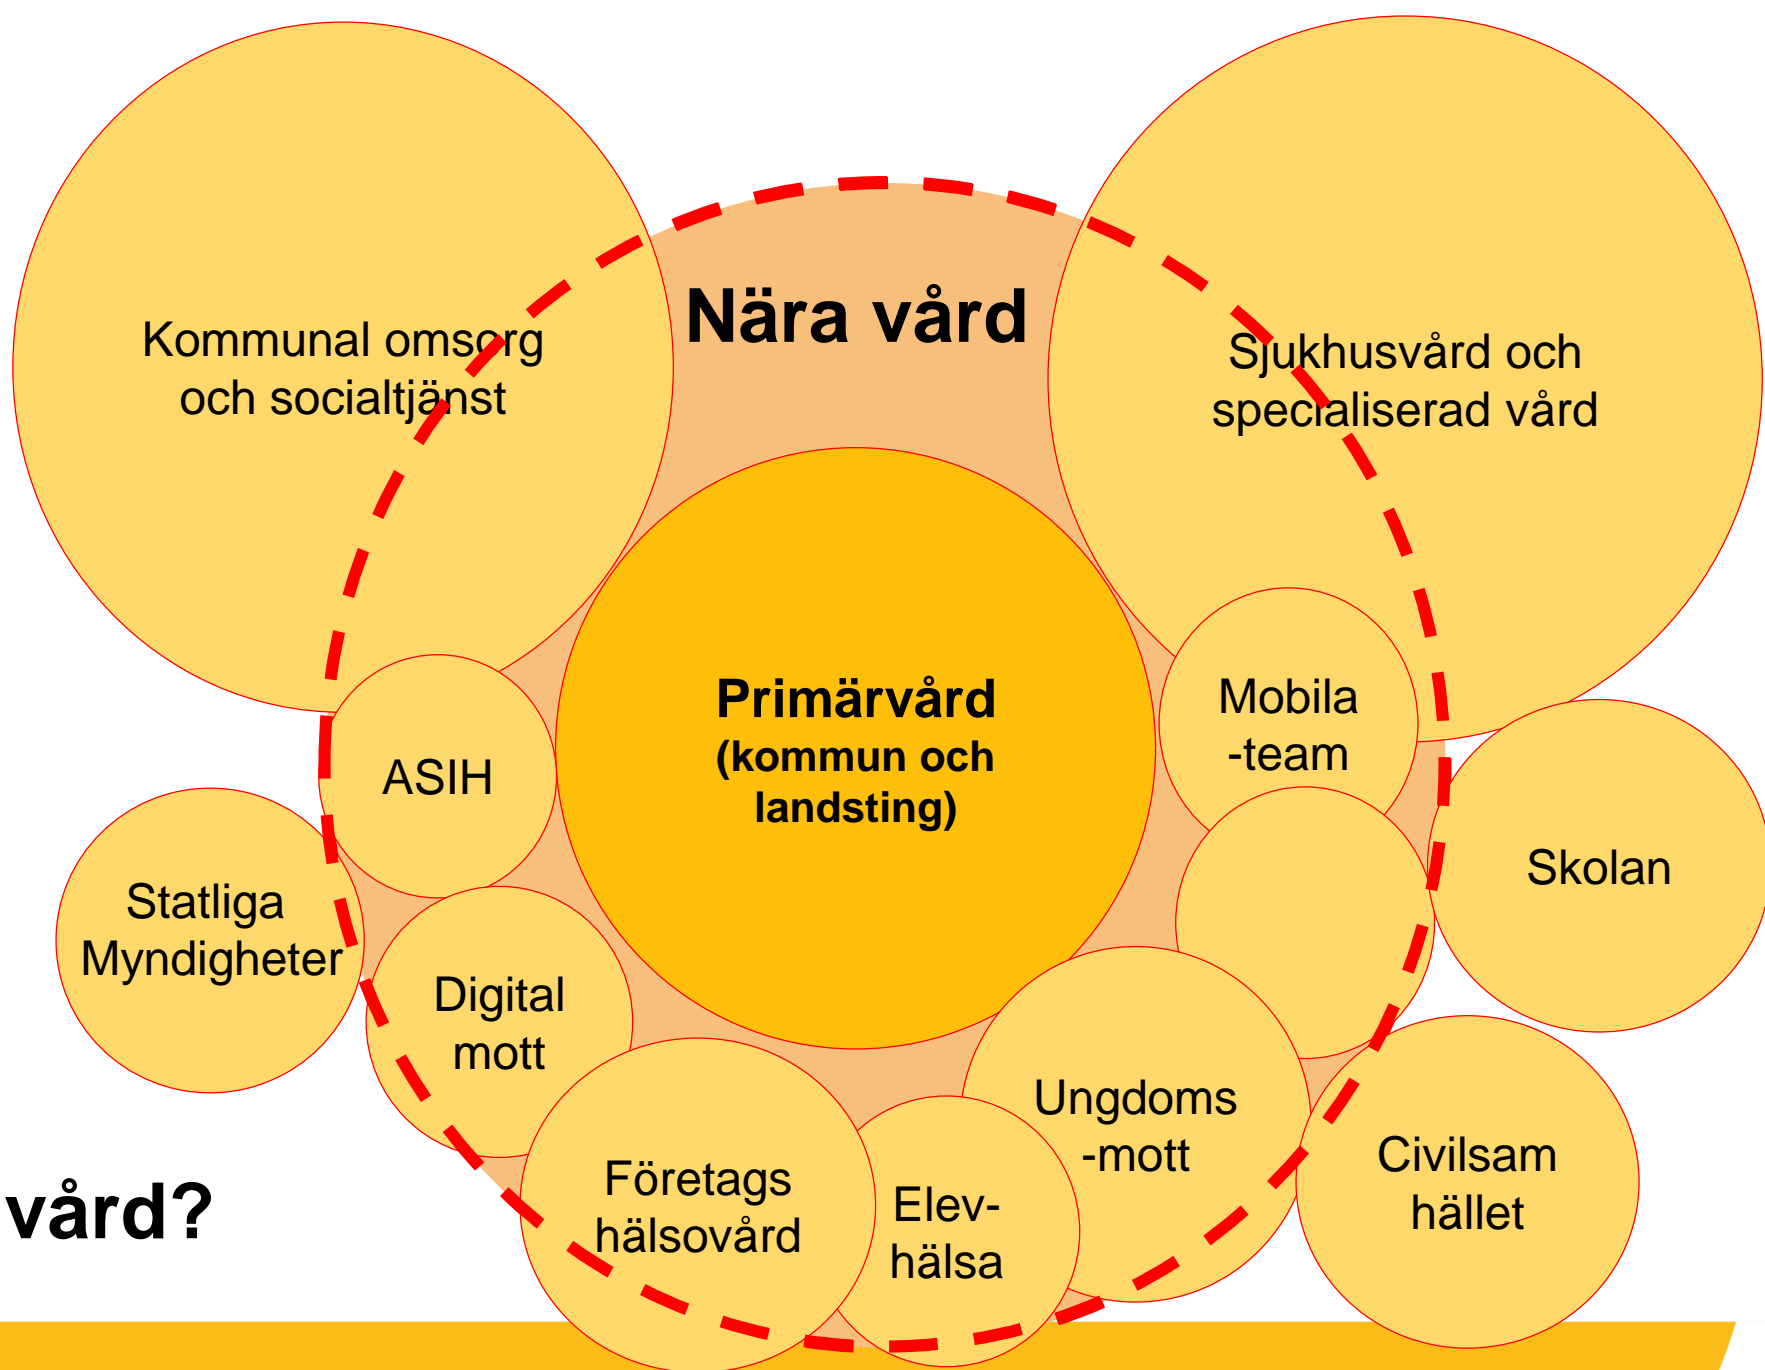 Nära vård
Kommunal omsorg
och socialtjänst
Sjukhusvård och
specialiserad vård
Primärvård
(kommun och
landsting)
Mobila
-team
ASIH
Skolan
Statliga
Myndigheter
Digital
mott
Ungdoms
-mott
Företags
hälsovård
Elev-
hälsa
Civilsam
hället
vård?